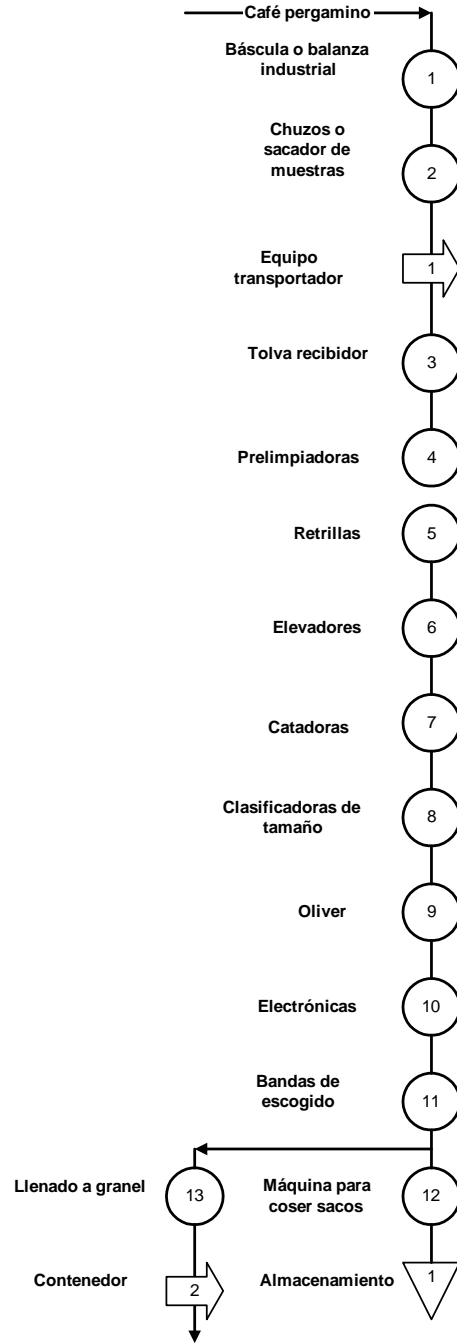 Café pergamino
Báscula o balanza
industrial
1
Chuzos o
sacador de
muestras
2
Equipo
transportador
1
Tolva recibidor
3
Prelimpiadoras
4
Retrillas
5
Elevadores
6
Catadoras
7
Clasificadoras de
tamaño
8
Oliver
9
Electrónicas
10
Bandas de
escogido
11
Llenado a granel
13
Máquina para
coser sacos
12
Contenedor
2
Almacenamiento
1